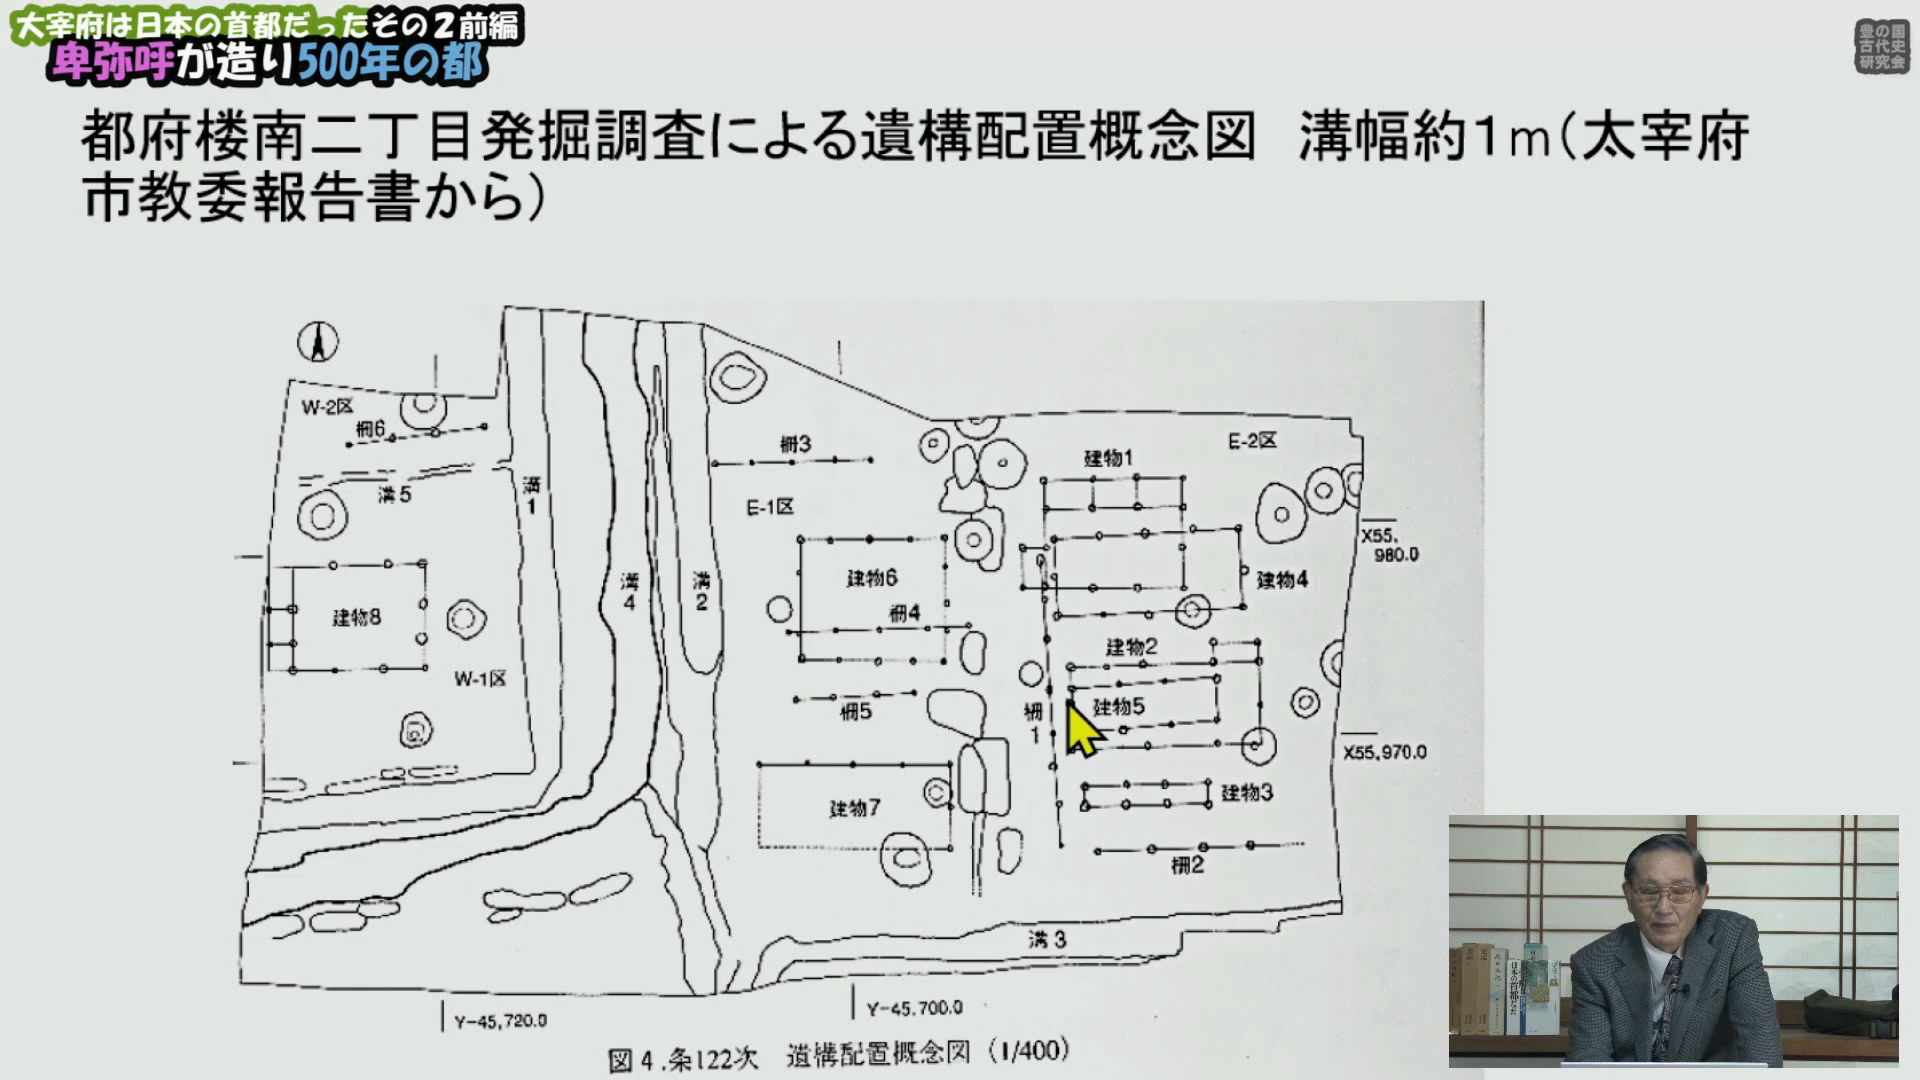 大宰府は日本の首都だったその2前編
卑弥呼が造り500年の都
豊の国
古代史
研究会
都府楼南二丁目発掘調査による遺構配置概念図　溝幅約1m(太宰府
市教委報告書から)
W-2区
柵6
溝5
溝
1
溝
4
溝
2
柵3
E-1区
建物1
E-2区
X55.
980.0
建物8
W-1区
建物6
柵4
柵5
建物7
建物4
建物2
建物5
柵
1
建物3
柵2
X55.970.0
溝3
Y-45,720.0
Y-45.700.0
図4.条122次　遺構配置概念図（1/400）